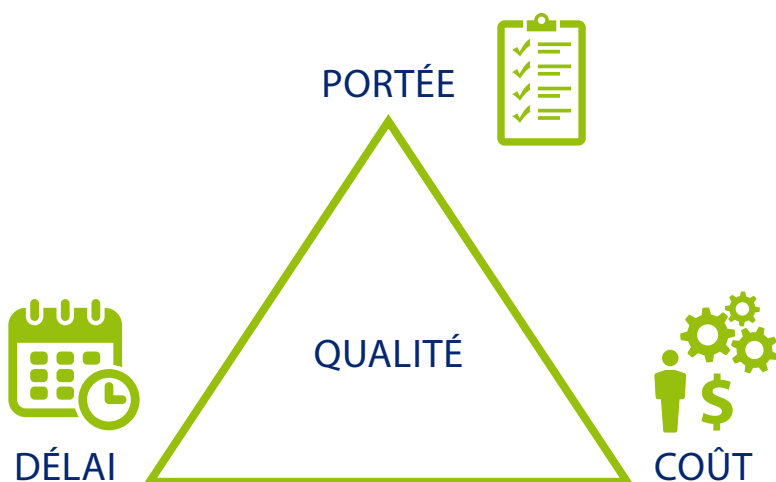 PORTÉE
QUALITÉ
$
DÉLAI
COÛT